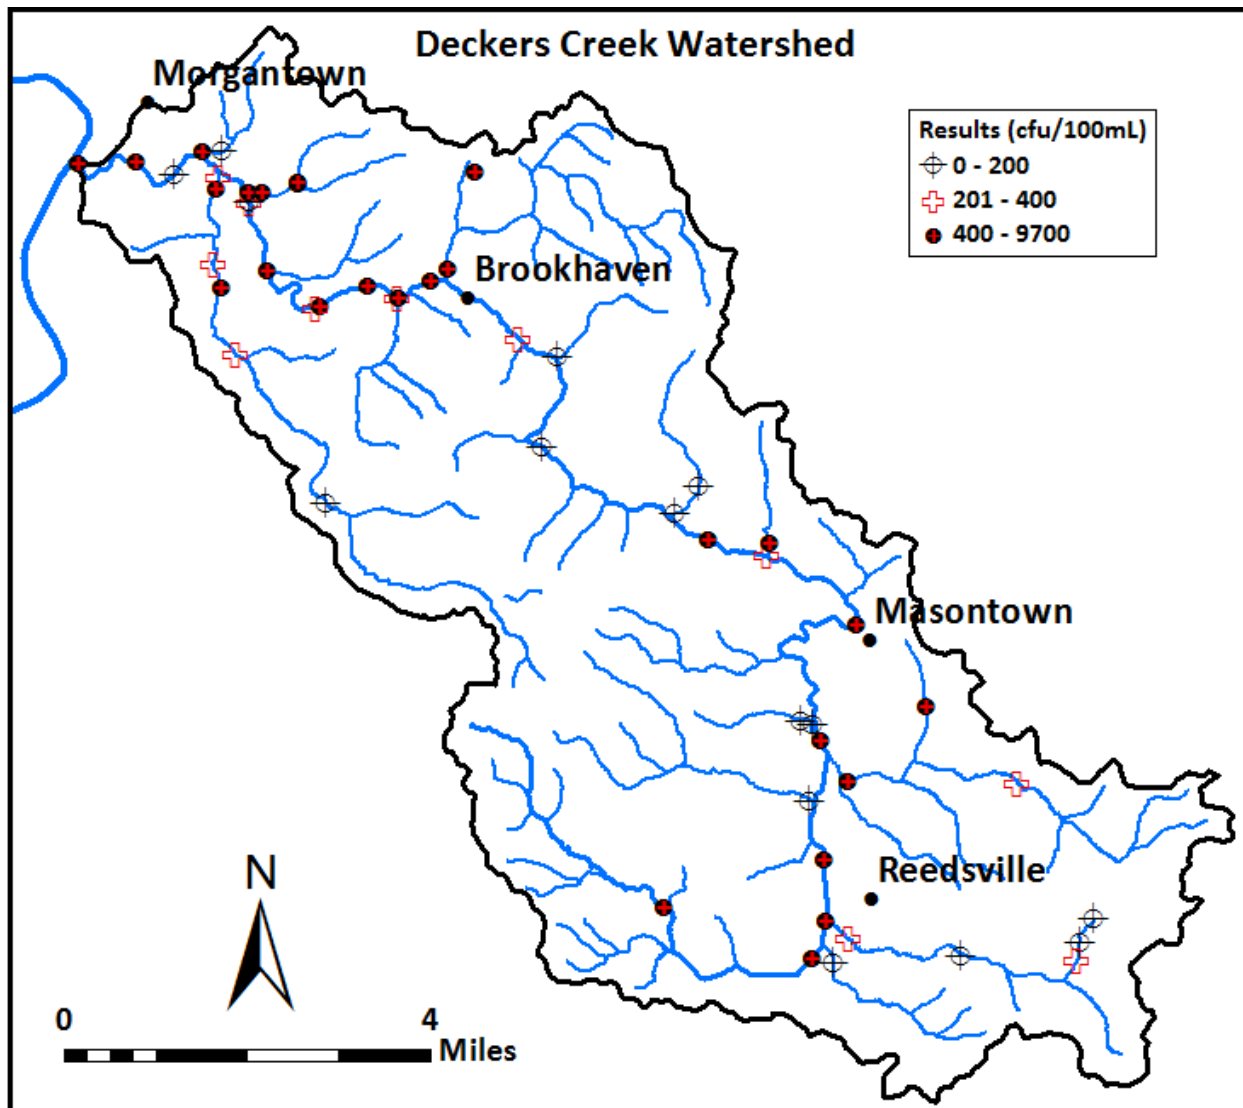 Deckers Creek Watershed
Morgantown
Results (cfu/100mL)
0 - 200
201 - 400
400 - 9700
Brookhaven
Masontown
Reedsville
N
0 4
Miles